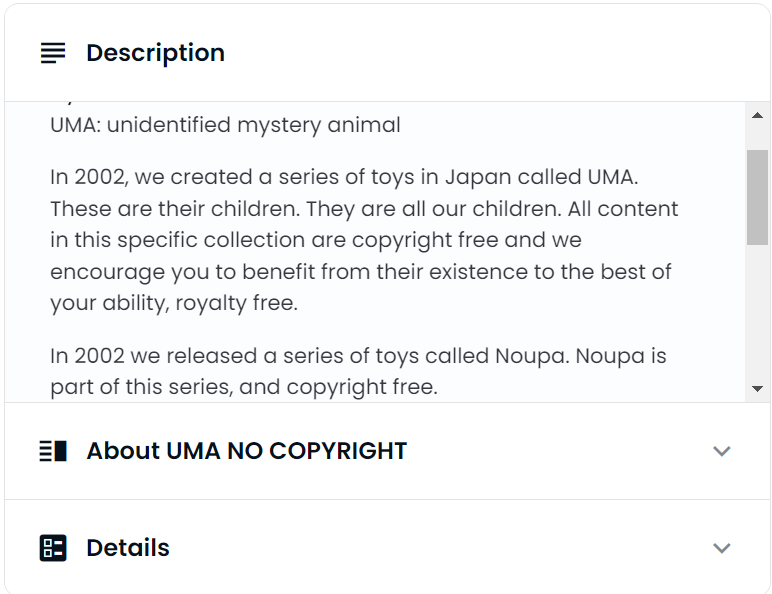 Description
UMA: unidentified mystery animal
In 2002, we created a series of toys in Japan called UMA.
These are their children. They are all our children. All content
in this specific collection are copyright free and we
encourage you to benefit from their existence to the best of
your ability, royalty free.
In 2002 we released a series of toys called Noupa. Noupa is
part of this series, and copyright free.
About UMA NO COPYRIGHT
Details